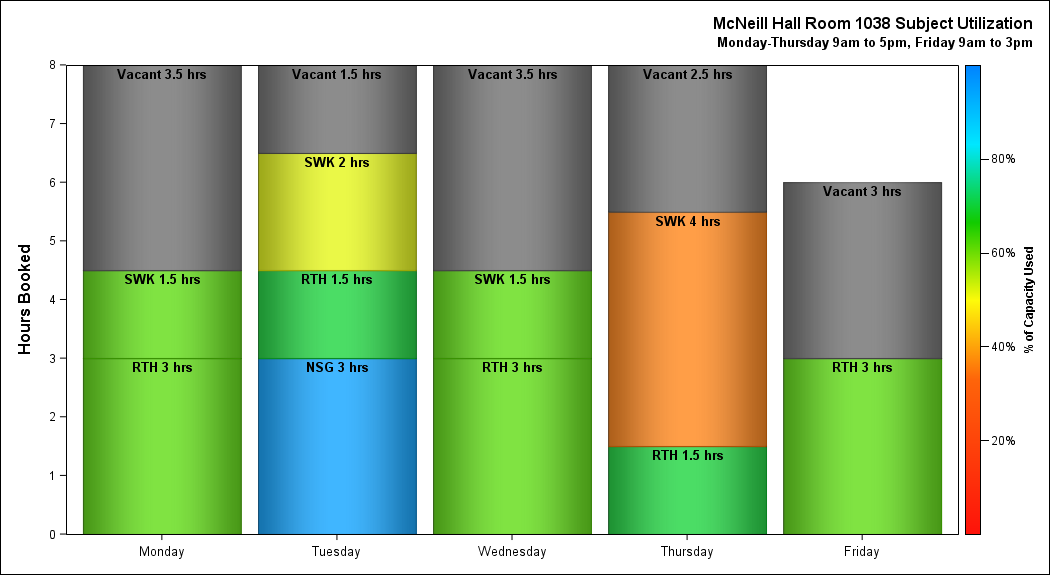 McNeill Hall Room 1038 Subject Utilization
Monday-Thursday 9am to 5pm, Friday 9am to 3pm
Hours Booked
8
7
6
5
4
3
2
1
0
Vacant 3.5 hrs
SWK 1.5 hrs
RTH 3 hrs
Vacant 1.5 hrs
SWK 2 hrs
RTH 1.5 hrs
NSG 3 hrs
Vacant 3.5 hrs
SWK 1.5 hrs
RTH 3 hrs
Vacant 2.5 hrs
SWK 4 hrs
RTH 1.5 hrs
Vacant 3 hrs
RTH 3 hrs
Monday
Tuesday
Wednesday
Thursday
Friday
80%
60%
40%
20%
% of Capacity Used